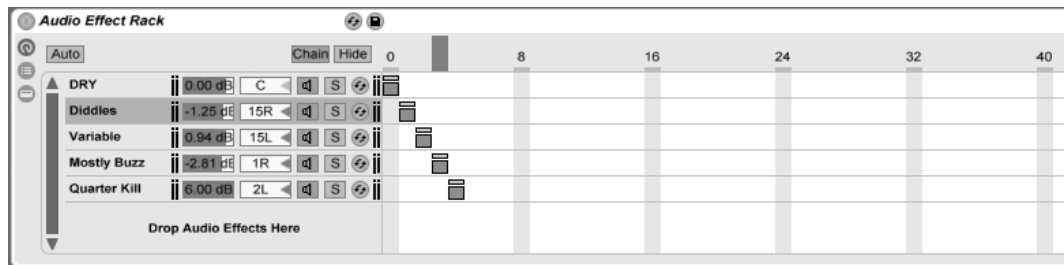 Audio Effect Rack
Auto Chain Hide 0 8 16 24 32 40
DRY 0.00 dB C S
Diddles -1.25 dB 15R S
Variable 0.94 dB 15L S
Mostly Buzz -2.81 dB 1R S
Quarter Kill 6.00 dB 2L S
Drop Audio Effects Here